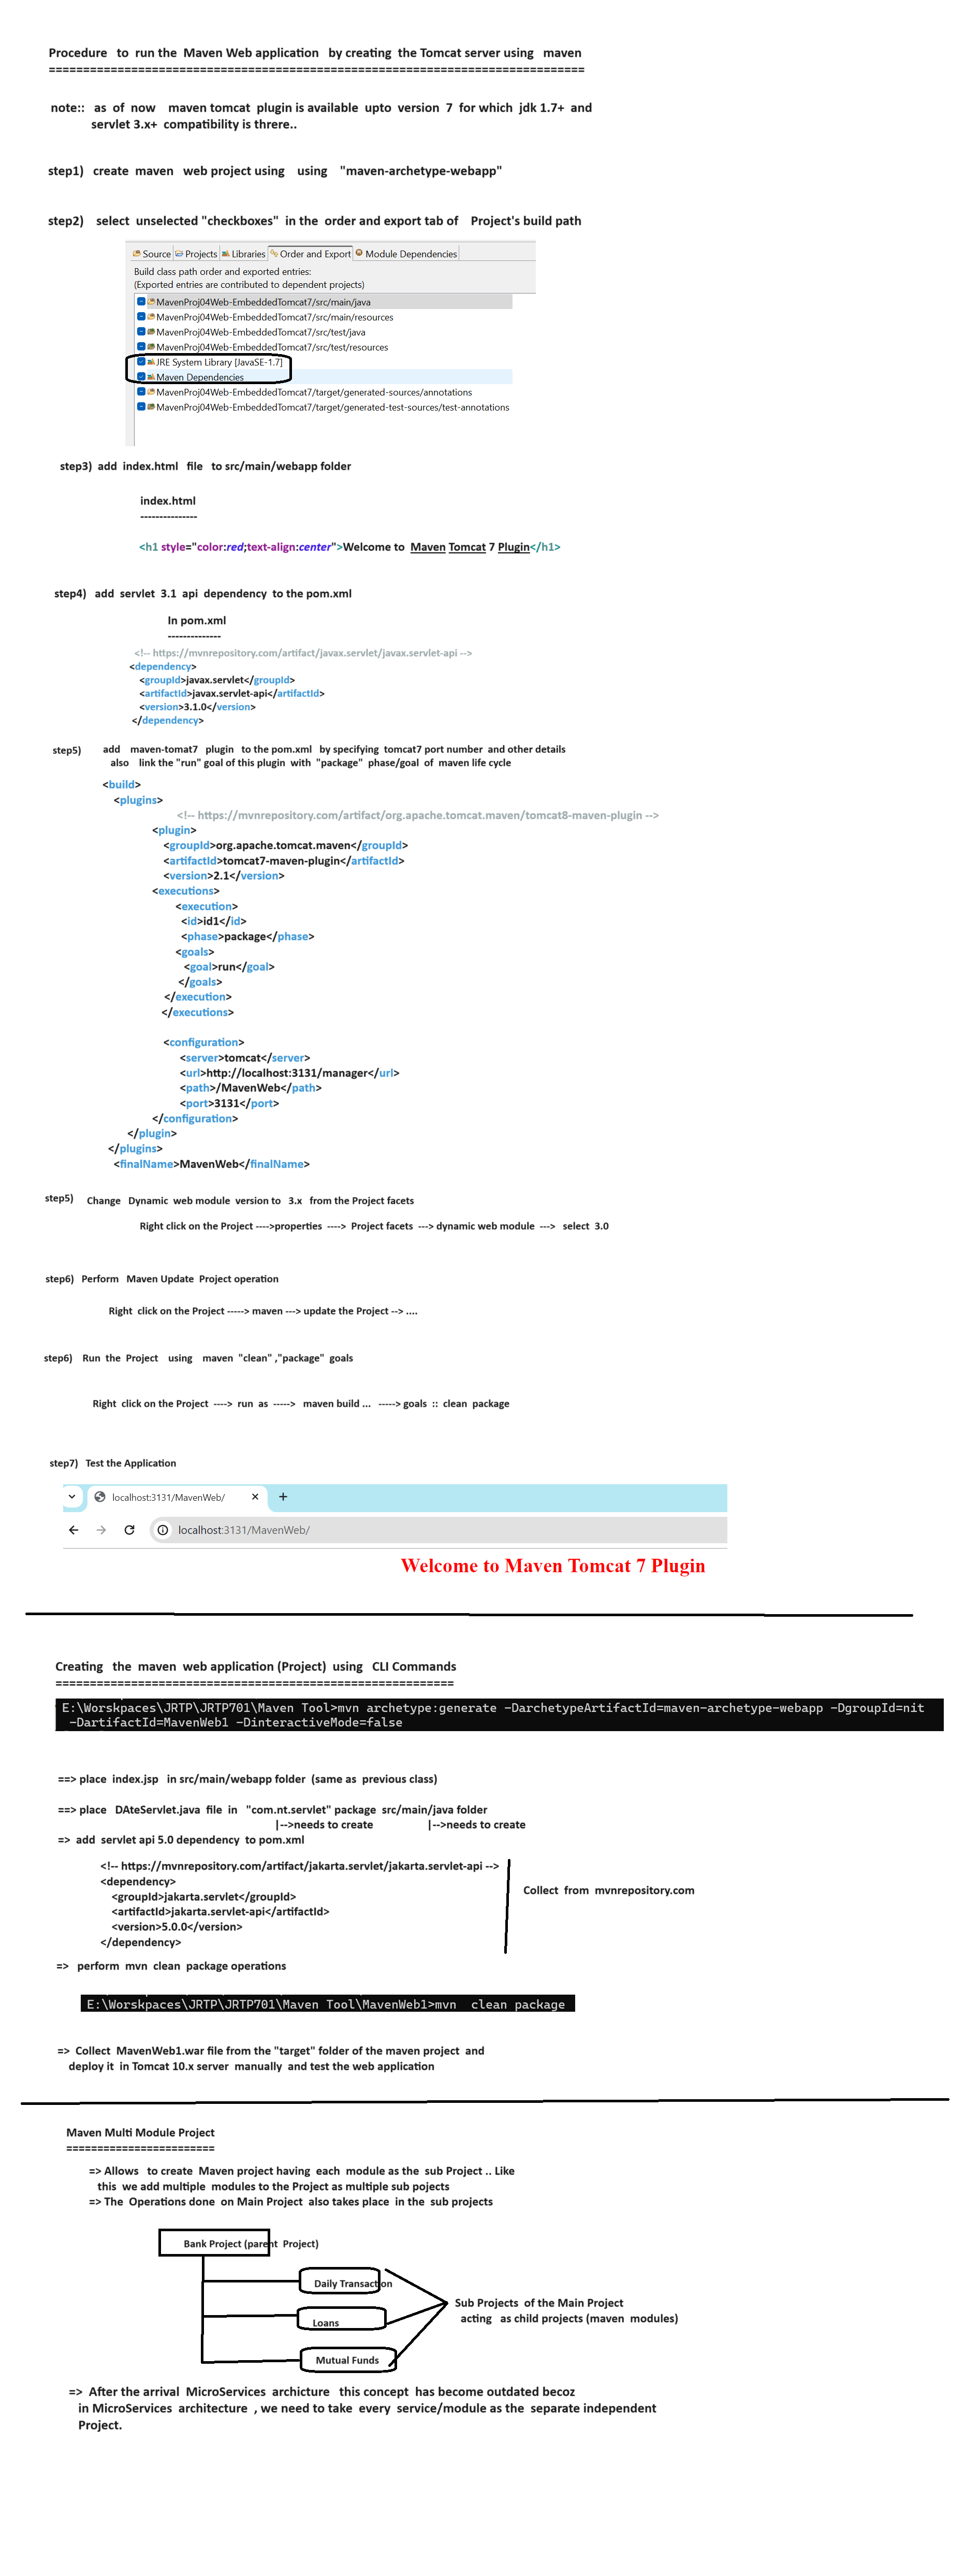 Procedure to run the Maven Web application by creating the Tomcat server using maven
==============================================================================
note:: as of now maven tomcat plugin is available upto version 7 for which jdk 1.7+ and
servlet 3.x+ compatibility is threre..
step1) create maven web project using using "maven-archetype-webapp"
step2) select unselected "checkboxes" in the order and export tab of Project's build path
Source Projects Libraries Order and Export Module Dependencies
Build class path order and exported entries:
(Exported entries are contributed to dependent projects)
MavenProj04Web-EmbeddedTomcat7/src/main/java
MavenProj04Web-EmbeddedTomcat7/src/main/resources
MavenProj04Web-EmbeddedTomcat7/src/test/java
MavenProj04Web-EmbeddedTomcat7/src/test/resources
JRE System Library [JavaSE-1.7]
Maven Dependencies
MavenProj04Web-EmbeddedTomcat7/target/generated-sources/annotations
MavenProj04Web-EmbeddedTomcat7/target/generated-test-sources/test-annotations
step3) add index.html file to src/main/webapp folder
index.html
---------------
<h1 style="color:red;text-align:center">Welcome to Maven Tomcat 7 Plugin</h1>
step4) add servlet 3.1 api dependency to the pom.xml
In pom.xml
--------------
<!-- https://mvnrepository.com/artifact/javax.servlet/javax.servlet-api -->
<dependency>
<groupId>javax.servlet</groupId>
<artifactId>javax.servlet-api</artifactId>
<version>3.1.0</version>
</dependency>
step5) add maven-tomat7 plugin to the pom.xml by specifying tomcat7 port number and other details
also link the "run" goal of this plugin with "package" phase/goal of maven life cycle
<build>
<plugins>
<!-- https://mvnrepository.com/artifact/org.apache.tomcat.maven/tomcat8-maven-plugin -->
<plugin>
<groupId>org.apache.tomcat.maven</groupId>
<artifactId>tomcat7-maven-plugin</artifactId>
<version>2.1</version>
<executions>
<execution>
<id>id1</id>
<phase>package</phase>
<goals>
<goal>run</goal>
</goals>
</execution>
</executions>
<configuration>
<server>tomcat</server>
<url>http://localhost:3131/manager</url>
<path>/MavenWeb</path>
<port>3131</port>
</configuration>
</plugin>
</plugins>
<finalName>MavenWeb</finalName>
step5) Change Dynamic web module version to 3.x from the Project facets
Right click on the Project ---->properties ----> Project facets ---> dynamic web module ---> select 3.0
step6) Perform Maven Update Project operation
Right click on the Project -----> maven ---> update the Project --> ....
step6) Run the Project using maven "clean" ,"package" goals
Right click on the Project ----> run as -----> maven build ... -----> goals :: clean package
step7) Test the Application
localhost:3131/MavenWeb/
localhost:3131/MavenWeb/
Welcome to Maven Tomcat 7 Plugin
Creating the maven web application (Project) using CLI Commands
==========================================================
E:\Worskpaces\JRTP\JRTP701\Maven Tool>mvn archetype:generate -DarchetypeArtifactId=maven-archetype-webapp -DgroupId=nit
-DartifactId=MavenWeb1 -DinteractiveMode=false
==> place index.jsp in src/main/webapp folder (same as previous class)
==> place DAteServlet.java file in "com.nt.servlet" package src/main/java folder
|-->needs to create |-->needs to create
=> add servlet api 5.0 dependency to pom.xml
<!-- https://mvnrepository.com/artifact/jakarta.servlet/jakarta.servlet-api -->
<dependency>
<groupId>jakarta.servlet</groupId>
<artifactId>jakarta.servlet-api</artifactId>
<version>5.0.0</version>
</dependency>
Collect from mvnrepository.com
=> perform mvn clean package operations
E:\Worskpaces\JRTP\JRTP701\Maven Tool\MavenWeb1>mvn clean package
=> Collect MavenWeb1.war file from the "target" folder of the maven project and
deploy it in Tomcat 10.x server manually and test the web application
Maven Multi Module Project
=========================
=> Allows to create Maven project having each module as the sub Project .. Like
this we add multiple modules to the Project as multiple sub pojects
=> The Operations done on Main Project also takes place in the sub projects
Bank Project (parent Project)
Daily Transaction
Loans
Mutual Funds
Sub Projects of the Main Project
acting as child projects (maven modules)
=> After the arrival MicroServices archicture this concept has become outdated becoz
in MicroServices architecture , we need to take every service/module as the separate independent
Project.